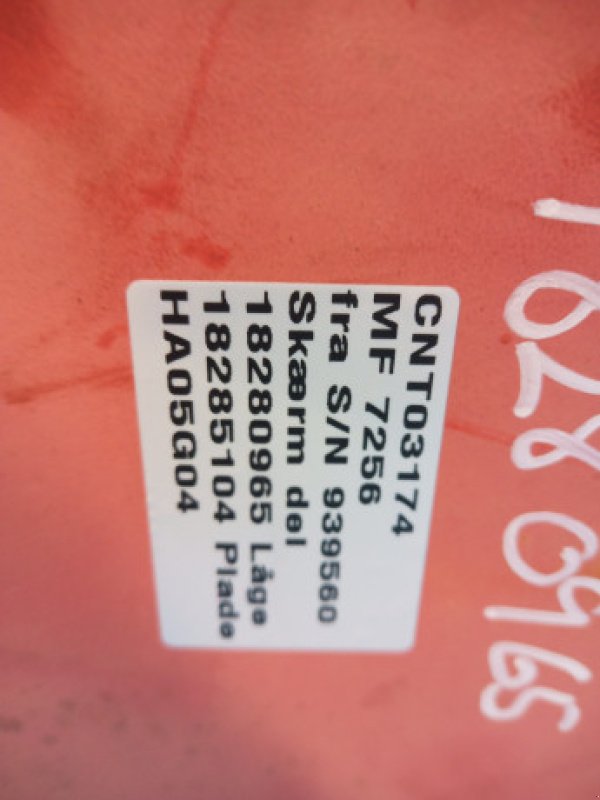 CNT03174
MF 7256
fra S/N 939560
Skærm del
18280965 Låge
18285104 Plade
HA05G04
18280965